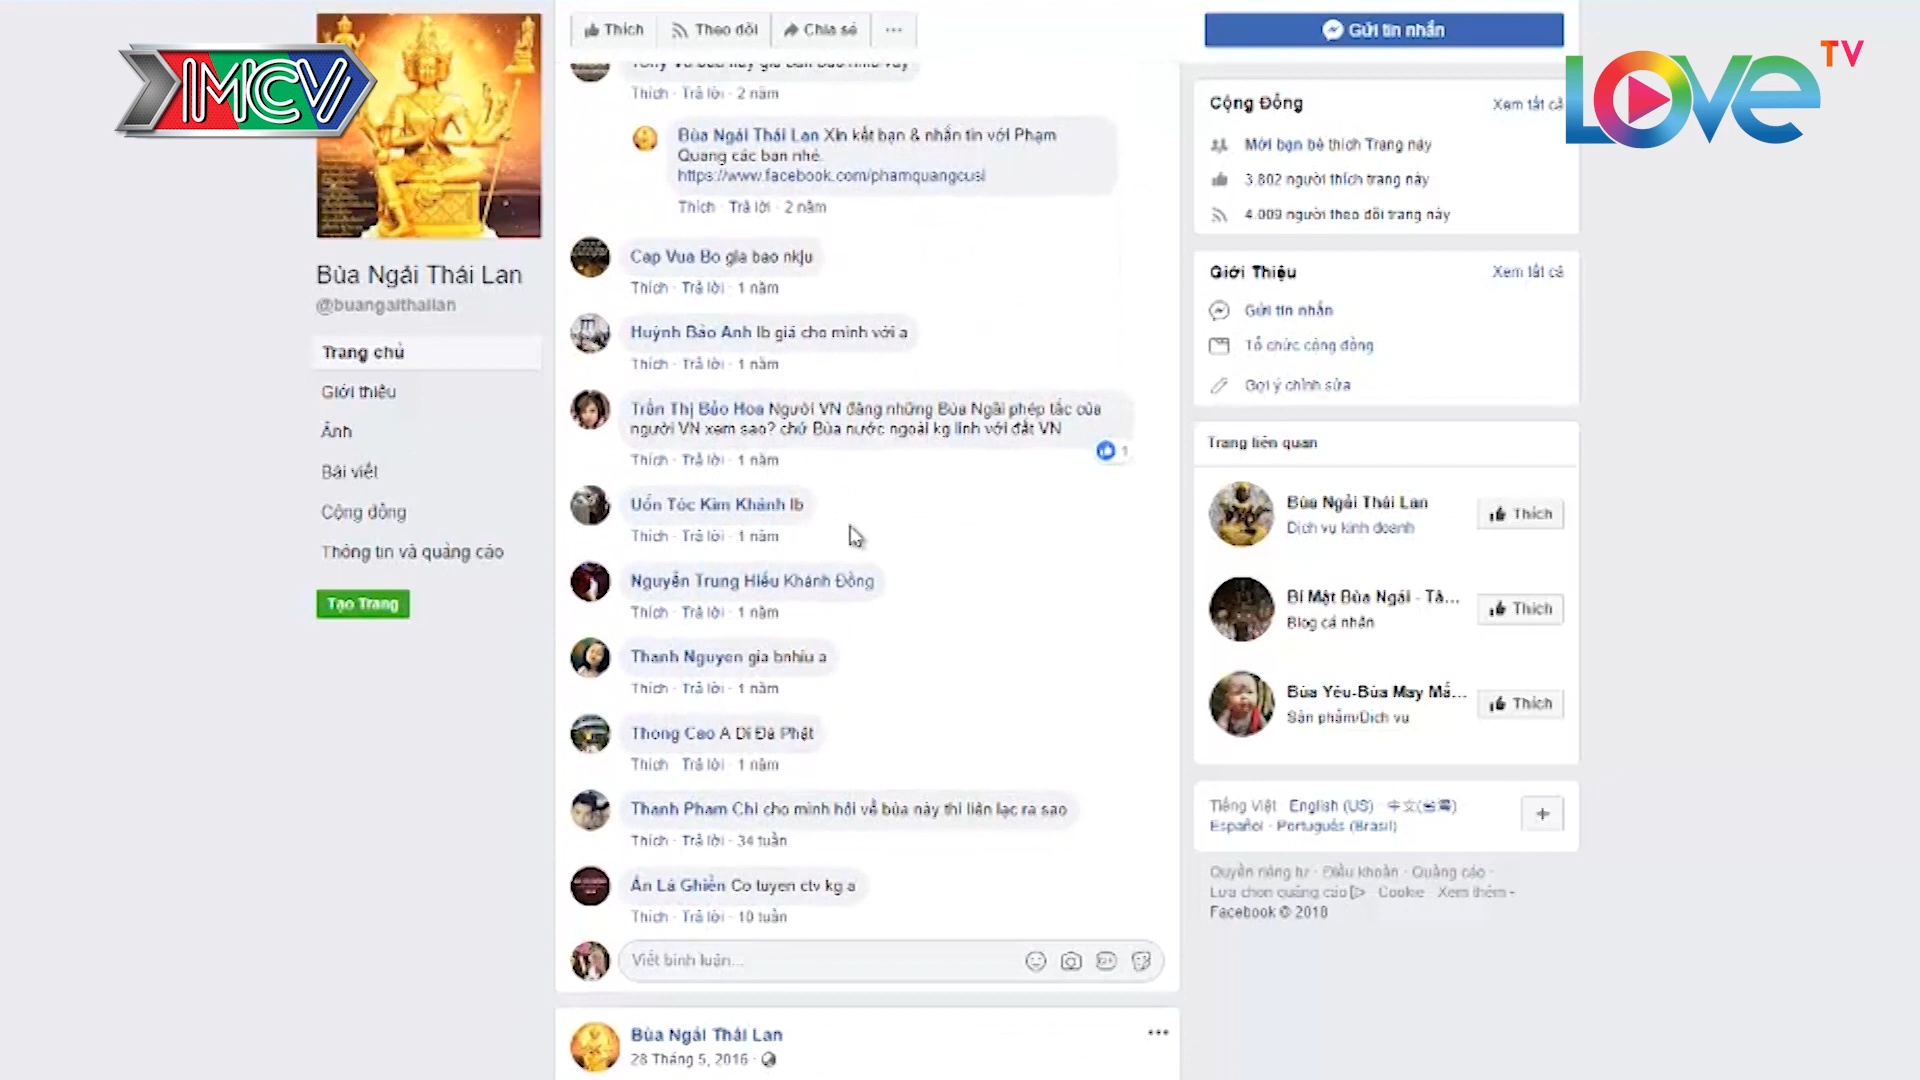 MCV
LOVE TV
Thích
Theo dõi
Chia sẻ
Gửi tin nhắn
Bùa Ngải Thái Lan
@buangaithailan
Trang chủ
Giới thiệu
Ảnh
Bài viết
Cộng đồng
Thông tin và quảng cáo
Tạo Trang
Thích · Trả lời · 2 năm
Bùa Ngải Thái Lan Xin kết bạn & nhắn tin với Phạm
Quang các bạn nhé.
https://www.facebook.com/phamquangcusi
Thích · Trả lời · 2 năm
Cap Vua Bo gia bao nkju
Thích · Trả lời · 1 năm
Huỳnh Bảo Anh Ib giá cho mình với a
Thích · Trả lời · 1 năm
Trần Thị Bảo Hoa Người VN đăng những Bùa Ngải phép tắc của
người VN xem sao? chứ Bùa nước ngoài kg linh với đất VN
1
Thích · Trả lời · 1 năm
Uốn Tóc Kim Khánh Ib
Thích · Trả lời · 1 năm
Nguyễn Trung Hiếu Khánh Đồng
Thích · Trả lời · 1 năm
Thanh Nguyen gia bnhiu a
Thích · Trả lời · 1 năm
Thong Cao A Di Đà Phật
Thích · Trả lời · 1 năm
Thanh Pham Chỉ cho mình hỏi về bùa này thì liên lạc ra sao
Thích · Trả lời · 34 tuần
Ấn Lá Ghiền Co tuyen ctv kg a
Thích · Trả lời · 10 tuần
Viết bình luận...
Bùa Ngải Thái Lan
28 Tháng 5, 2016 ·
Cộng Đồng
Xem tất cả
Mời bạn bè thích Trang này
3.802 người thích trang này
4.009 người theo dõi trang này
Giới Thiệu
Xem tất cả
Gửi tin nhắn
Tổ chức cộng đồng
Gợi ý chỉnh sửa
Trang liên quan
Bùa Ngải Thái Lan
Dịch vụ kinh doanh
Thích
Bí Mật Bùa Ngải - Tâ...
Blog cá nhân
Thích
Bùa Yêu-Bùa May Mắ...
Sản phẩm/Dịch vụ
Thích
Tiếng Việt · English (US) · 中文(台灣) ·
Español · Português (Brasil)
Quyền riêng tư · Điều khoản · Quảng cáo ·
Lựa chọn quảng cáo · Cookie · Xem thêm
Facebook © 2018